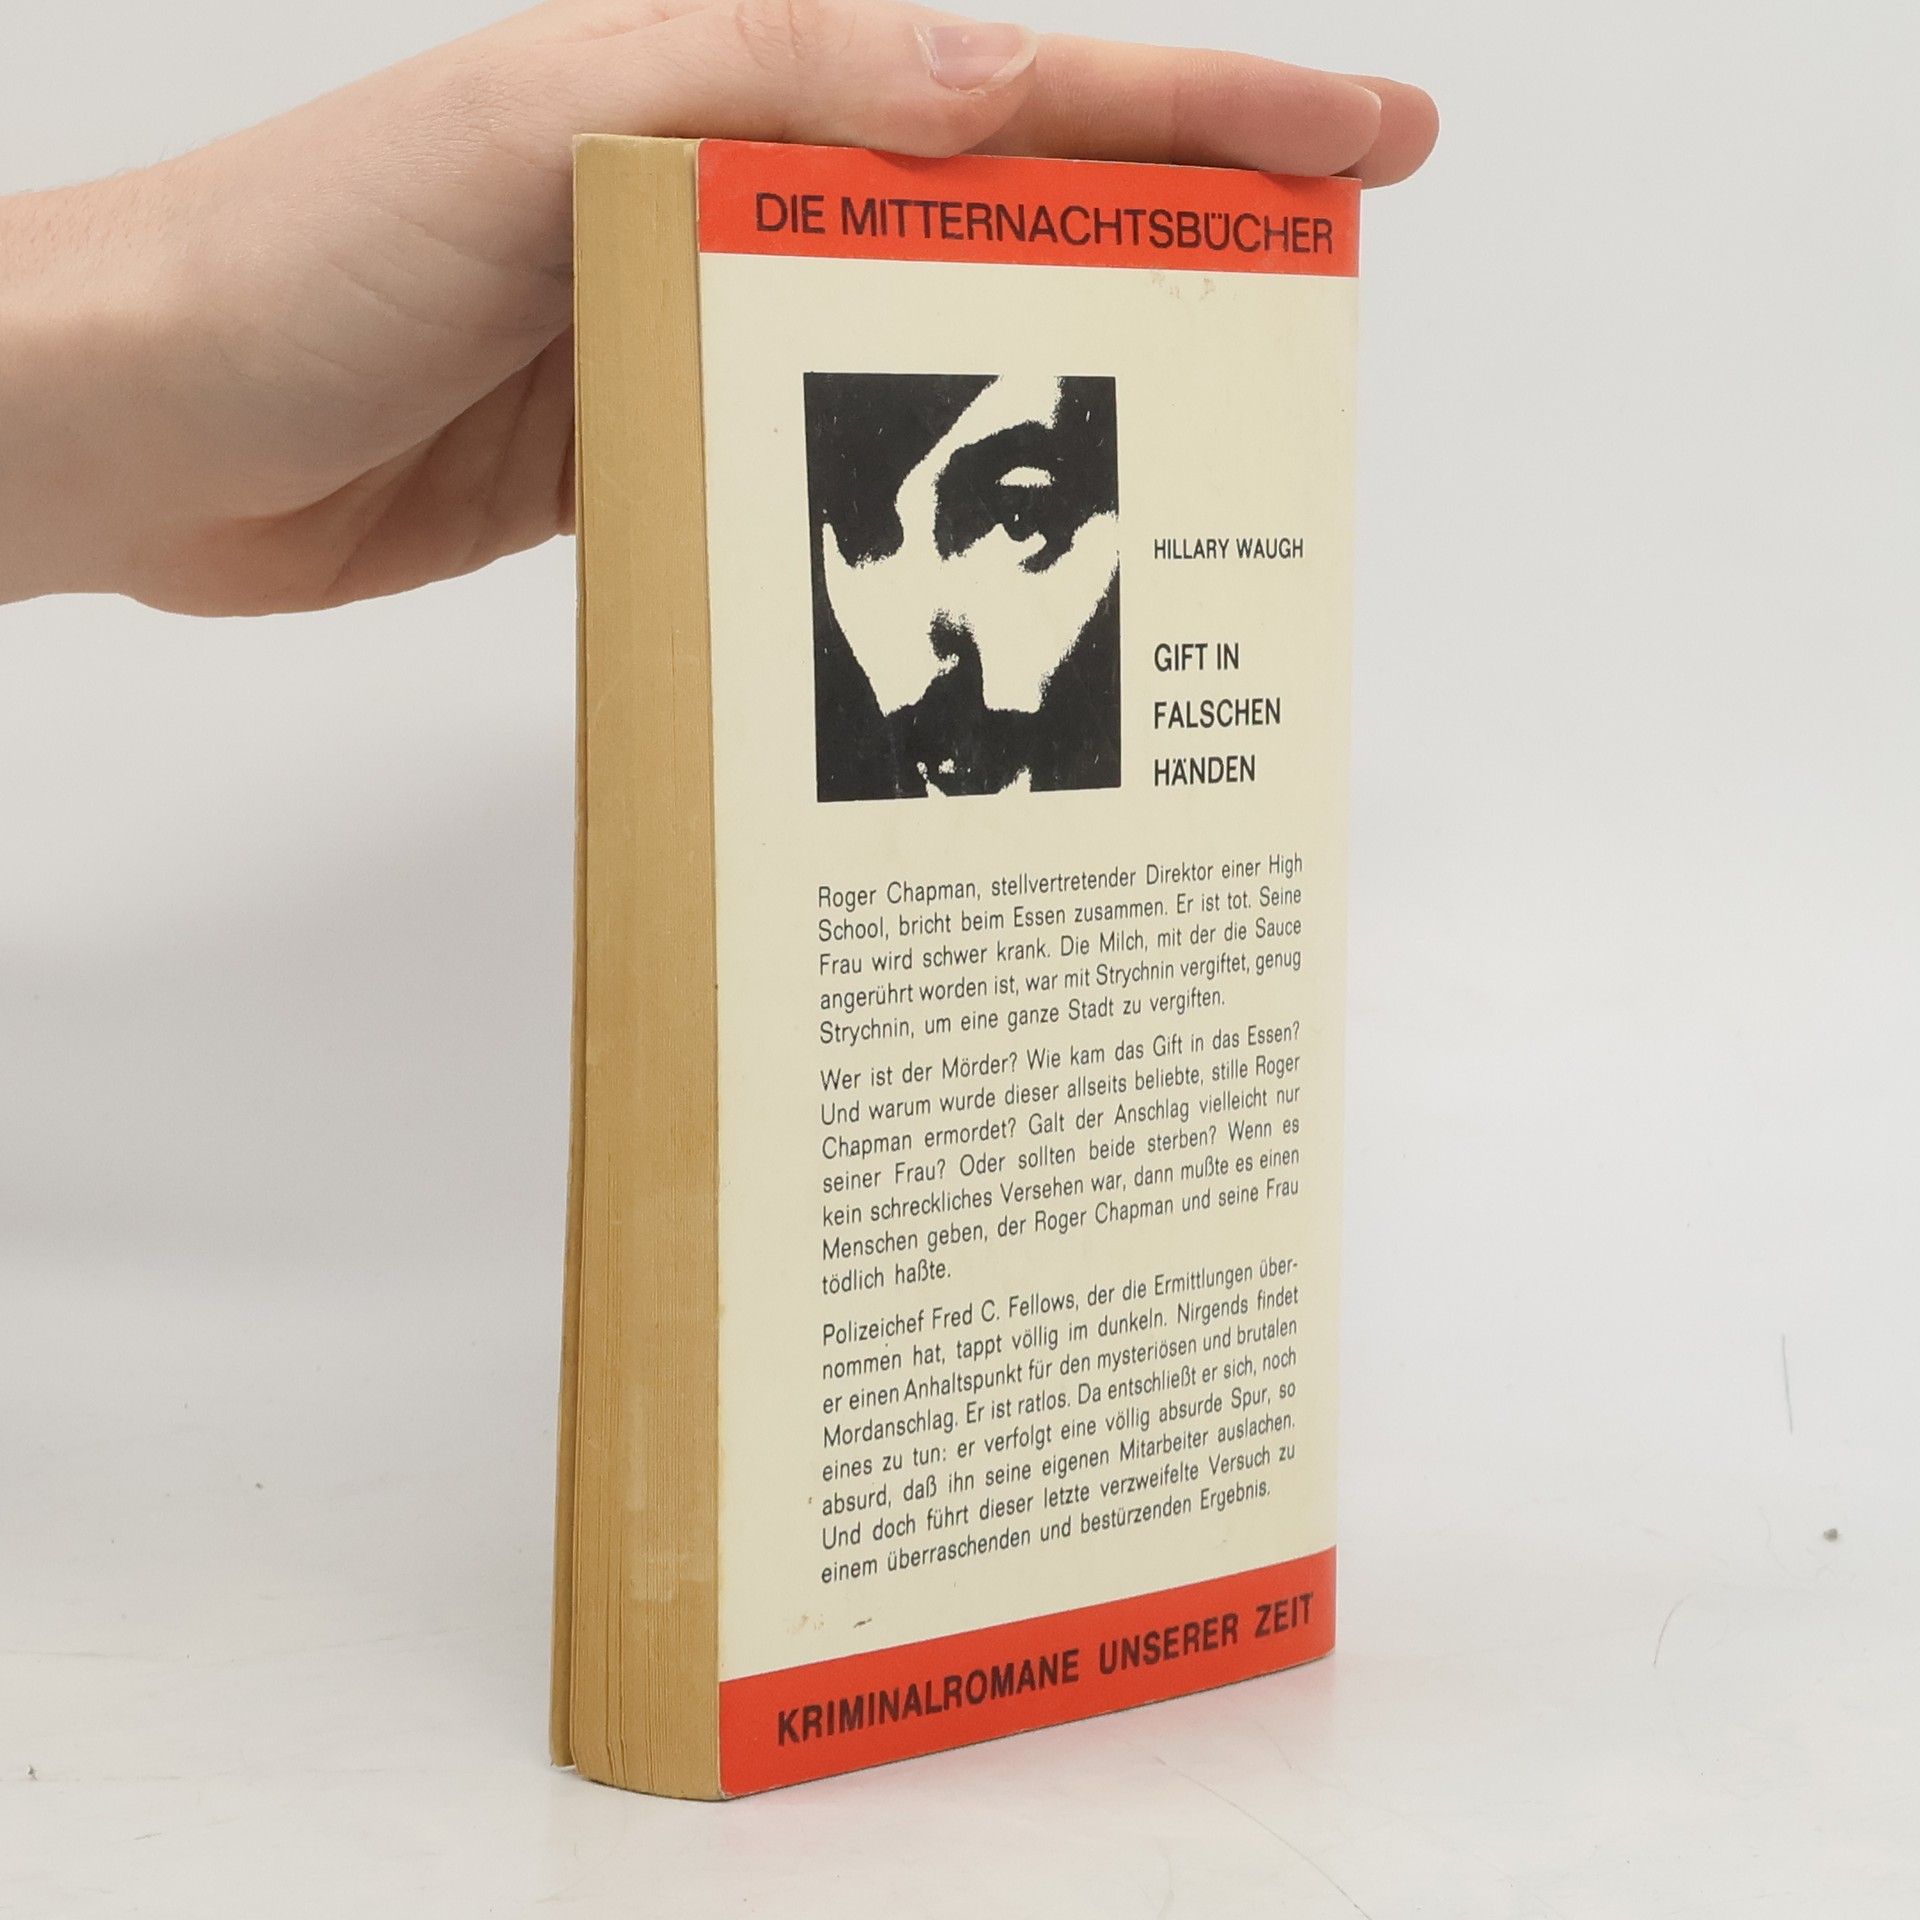 DIE MITTERNACHTSBÜCHER
HILLARY WAUGH
GIFT IN
FALSCHEN
HÄNDEN
Roger Chapman, stellvertretender Direktor einer High
School, bricht beim Essen zusammen. Er ist tot. Seine
Frau wird schwer krank. Die Milch, mit der die Sauce
angerührt worden ist, war mit Strychnin vergiftet, genug
Strychnin, um eine ganze Stadt zu vergiften.
Wer ist der Mörder? Wie kam das Gift in das Essen?
Und warum wurde dieser allseits beliebte, stille Roger
Chapman ermordet? Galt der Anschlag vielleicht nur
seiner Frau? Oder sollten beide sterben? Wenn es
kein schreckliches Versehen war, dann mußte es einen
Menschen geben, der Roger Chapman und seine Frau
tödlich haßte.
Polizeichef Fred C. Fellows, der die Ermittlungen über-
nommen hat, tappt völlig im dunkeln. Nirgends findet
er einen Anhaltspunkt für den mysteriösen und brutalen
Mordanschlag. Er ist ratlos. Da entschließt er sich, noch
eines zu tun: er verfolgt eine völlig absurde Spur, so
absurd, daß ihn seine eigenen Mitarbeiter auslachen.
Und doch führt dieser letzte verzweifelte Versuch zu
einem überraschenden und bestürzenden Ergebnis.
KRIMINALROMANE UNSERER ZEIT